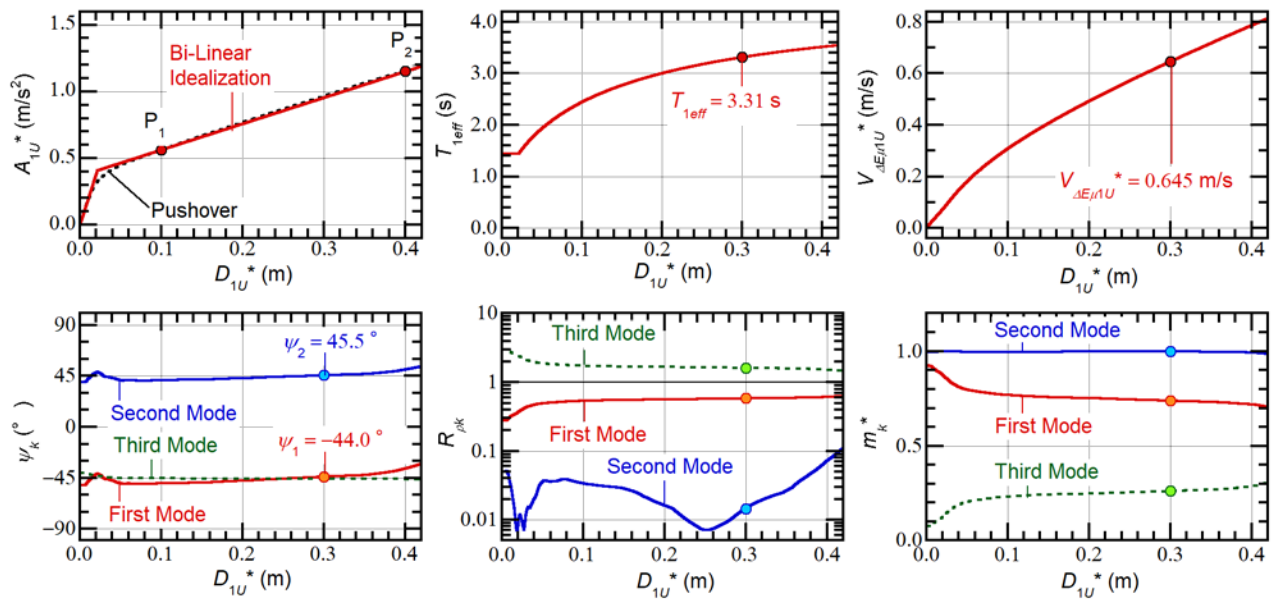 1.5
1.0
0.5
0.0
A1U* (m/s²)
P1
P2
Bi-Linear
Idealization
Pushover
0.0 0.1 0.2 0.3 0.4
D1U* (m)
4.0
3.0
2.0
1.0
0.0
T1eff (s)
T1eff = 3.31 s
0.0 0.1 0.2 0.3 0.4
D1U* (m)
0.8
0.6
0.4
0.2
0.0
VΔEμ1U* (m/s)
VΔEμ1U* = 0.645 m/s
0.0 0.1 0.2 0.3 0.4
D1U* (m)
90
45
0
−45
−90
ψk (°)
ψ2 = 45.5 °
Second Mode
Third Mode
ψ1 = −44.0 °
First Mode
0.0 0.1 0.2 0.3 0.4
D1U* (m)
10
1
0.1
0.01
Rρk
Third Mode
First Mode
Second Mode
0.0 0.1 0.2 0.3 0.4
D1U* (m)
1.0
0.5
0.0
mk*
Second Mode
First Mode
Third Mode
0.0 0.1 0.2 0.3 0.4
D1U* (m)